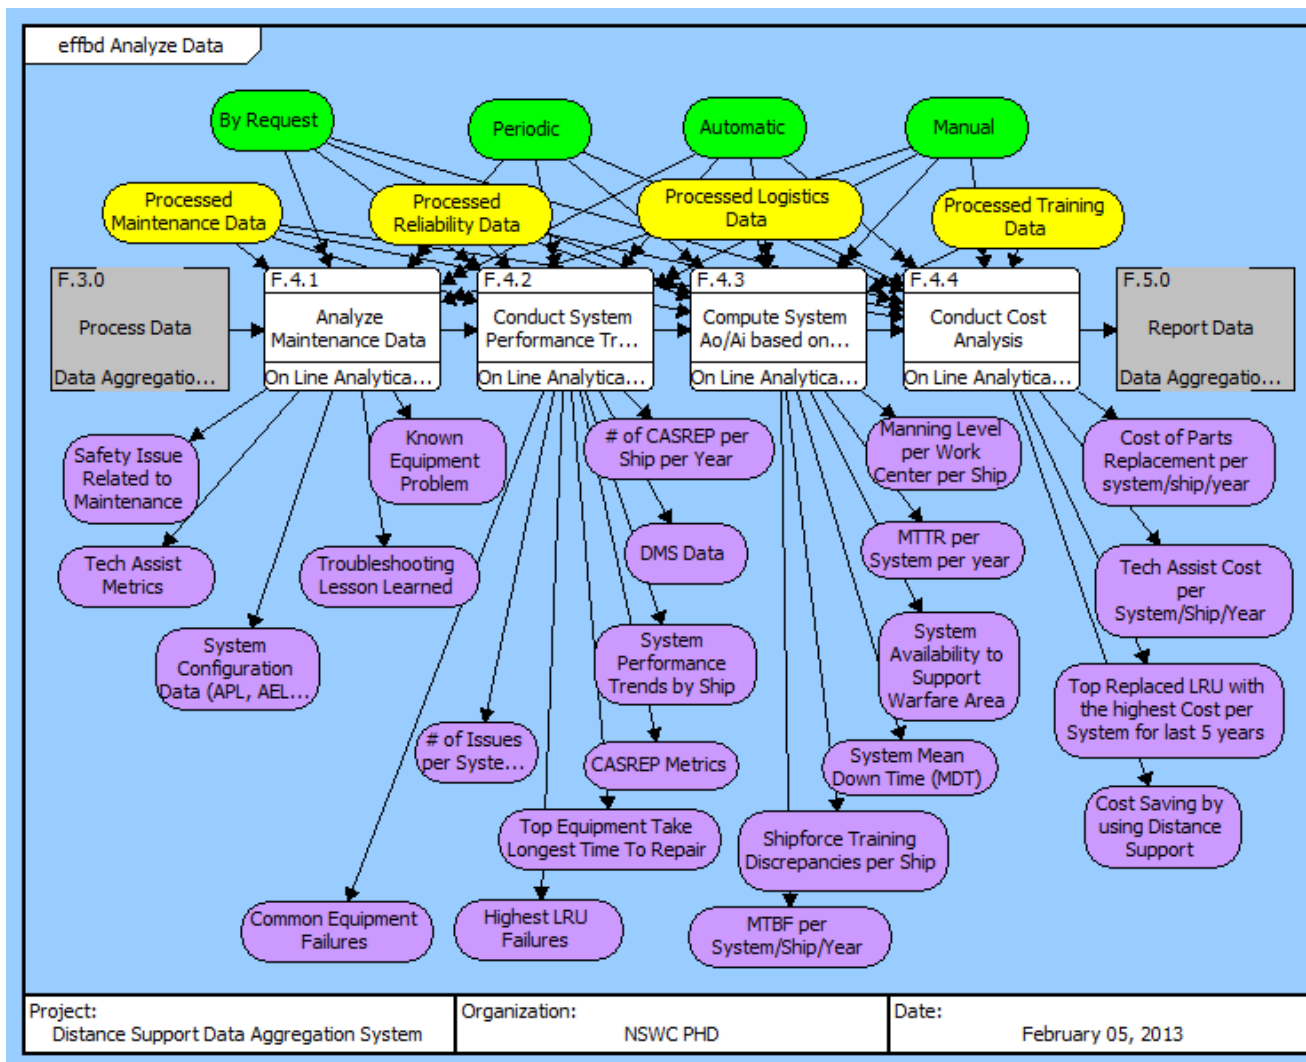 effbd Analyze Data
By Request
Periodic
Automatic
Manual
Processed
Maintenance Data
Processed
Reliability Data
Processed Logistics
Data
Processed Training
Data
F.3.0
Process Data
Data Aggregatio...
F.4.1
Analyze
Maintenance Data
On Line Analytica...
F.4.2
Conduct System
Performance Tr...
On Line Analytica...
F.4.3
Compute System
Ao/Ai based on...
On Line Analytica...
F.4.4
Conduct Cost
Analysis
On Line Analytica...
F.5.0
Report Data
Data Aggregatio...
Safety Issue
Related to
Maintenance
Known
Equipment
Problem
# of CASREP per
Ship per Year
Manning Level
per Work
Center per Ship
Cost of Parts
Replacement per
system/ship/year
Tech Assist
Metrics
Troubleshooting
Lesson Learned
DMS Data
MTTR per
System per year
Tech Assist Cost
per
System/Ship/Year
System
Configuration
Data (APL, AEL...
System
Performance
Trends by Ship
System
Availability to
Support
Warfare Area
Top Replaced LRU with
the highest Cost per
System for last 5 years
# of Issues
per Syste...
CASREP Metrics
System Mean
Down Time (MDT)
Cost Saving by
using Distance
Support
Top Equipment Take
Longest Time To Repair
Shipforce Training
Discrepancies per Ship
Common Equipment
Failures
Highest LRU
Failures
MTBF per
System/Ship/Year
Project:
Distance Support Data Aggregation System
Organization:
NSWC PHD
Date:
February 05, 2013